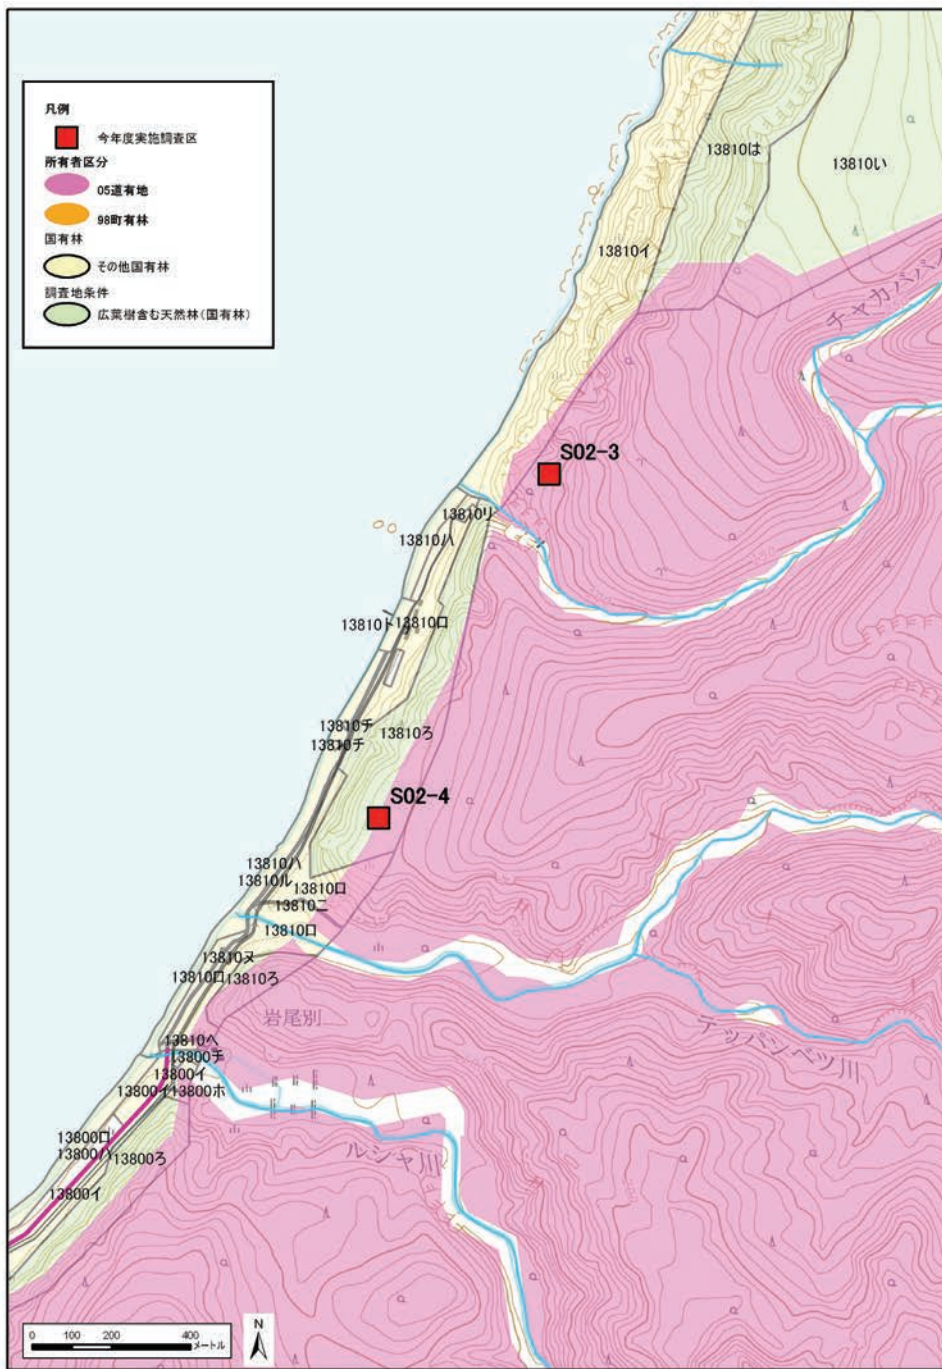 凡例
今年度実施調査区
所有者区分
05道有地
98町有林
国有林
その他国有林
調査地条件
広葉樹含む天然林(国有林)
13810は
13810い
13810イ
S02-3
13810リ
13810ハ
13810ト
13810ロ
13810チ
13810ろ
13810チ
S02-4
13810ハ
13810ル
13810ロ
13810ニ
13810ロ
13810ヌ
13810ロ
13810ろ
岩尾別
テッパンベツ川
13810ヘ
13800チ
13800イ
13800イ
13800ホ
ルシャ川
13800ロ
13800ハ
13800ろ
13800イ
0 100 200 400
メートル
N